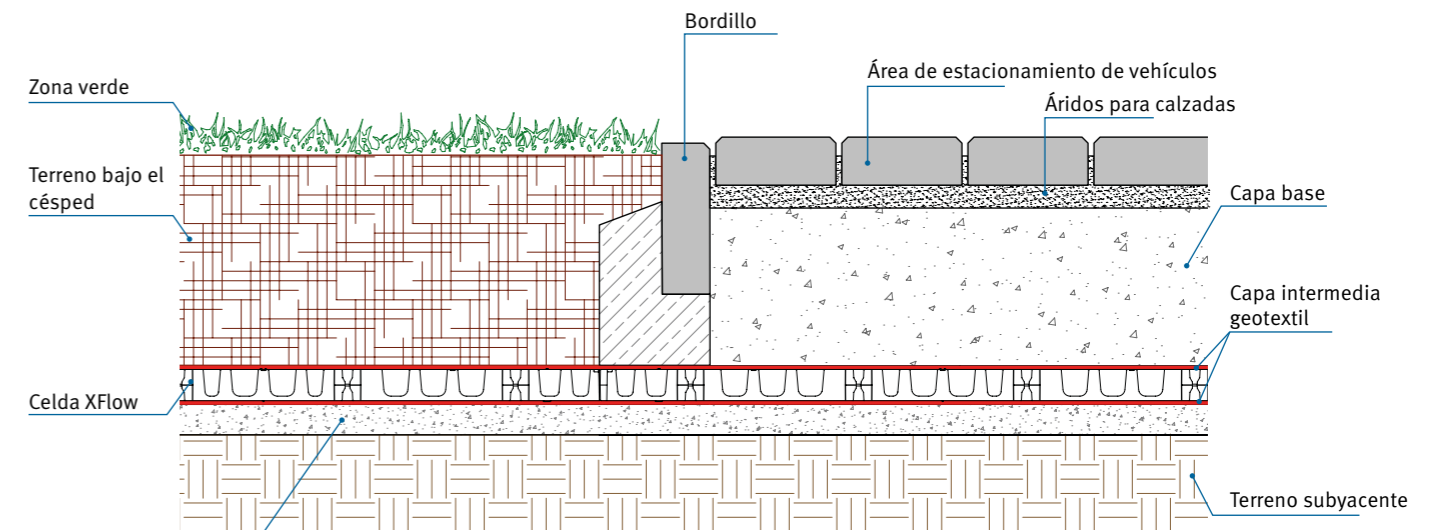 Bordillo
Área de estacionamiento de vehículos
Zona verde
Áridos para calzadas
Terreno bajo el
césped
Capa base
Capa intermedia
geotextil
Celda XFlow
Terreno subyacente